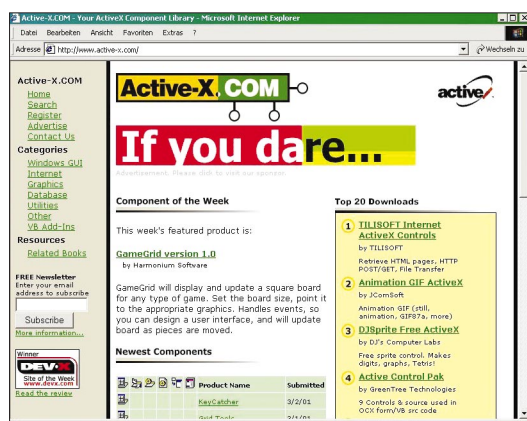 Active-X.COM - Your ActiveX Component Library - Microsoft Internet Explorer
Datei Bearbeiten Ansicht Favoriten Extras ?
Adresse http://www.active-x.com/ Wechseln zu
Active-X.COM
Home
Search
Register
Advertise
Contact Us
Categories
Windows GUI
Internet
Graphics
Database
Utilities
Other
VB Add-Ins
Resources
Related Books
FREE Newsletter
Enter your email
address to subscribe
Subscribe
More information...
Winner
DEVX
Site of the Week
www.devx.com
Read the review
Active-X.COM
active
If you dare...
Advertisement. Please click to visit our sponsor.
Component of the Week
This week's featured product is:
GameGrid version 1.0
by Harmonium Software
GameGrid will display and update a square board
for any type of game. Set the board size, point it
to the appropriate graphics. Handles events, so
you can design a user interface, and will update
board as pieces are moved.
Newest Components
Product Name Submitted
KeyCatcher 3/2/01
Grid Tools 2/1/01
Top 20 Downloads
1 TILISOFT Internet
ActiveX Controls
by TILISOFT
Retrieve HTML pages, HTTP
POST/GET, File Transfer
2 Animation GIF ActiveX
by JComSoft
Animation GIF (still,
animation, GIF87a, more)
3 DJSprite Free ActiveX
by DJ's Computer Labs
Free sprite control. Makes
digits, graphs, Tetris!
4 Active Control Pak
by GreenTree Technologies
9 Controls & source used in
OCX form/VB src code